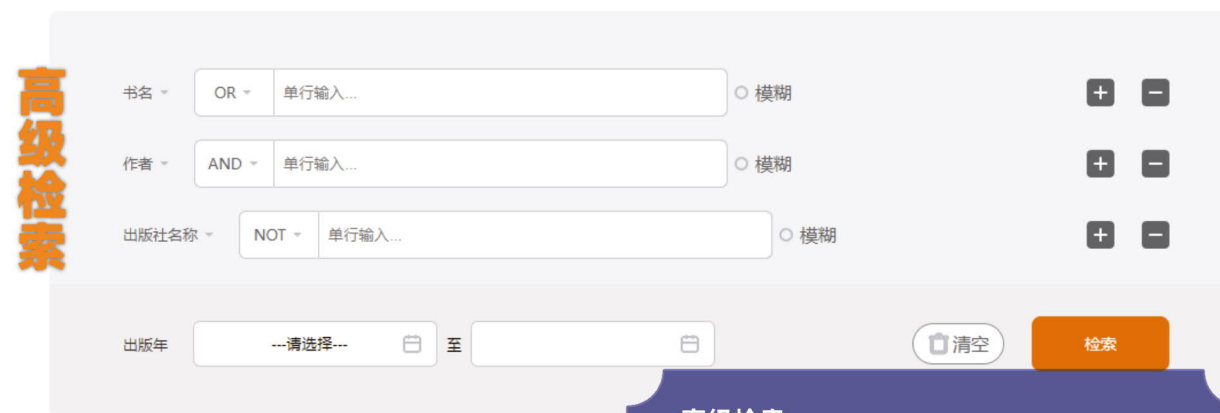 高级检索
书名 OR 单行输入... 模糊
作者 AND 单行输入... 模糊
出版社名称 NOT 单行输入... 模糊
出版年 ---请选择--- 至 清空 检索